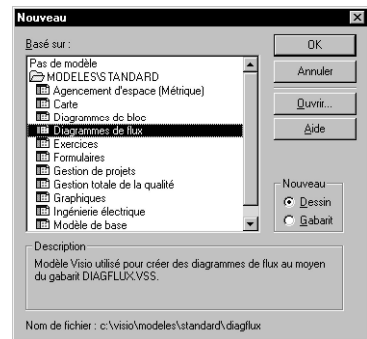 Nouveau
Basé sur :
Pas de modèle
MODELES\STANDARD
Agencement d'espace (Métrique)
Carte
Diagrammes de bloc
Diagrammes de flux
Exercices
Formulaires
Gestion de projets
Gestion totale de la qualité
Graphiques
Ingénierie électrique
Modèle de base
OK
Annuler
Ouvrir...
Aide
Nouveau
Dessin
Gabarit
Description
Modèle Visio utilisé pour créer des diagrammes de flux au moyen
du gabarit DIAGFLUX.VSS.
Nom de fichier : c:\visio\modeles\standard\diagflux